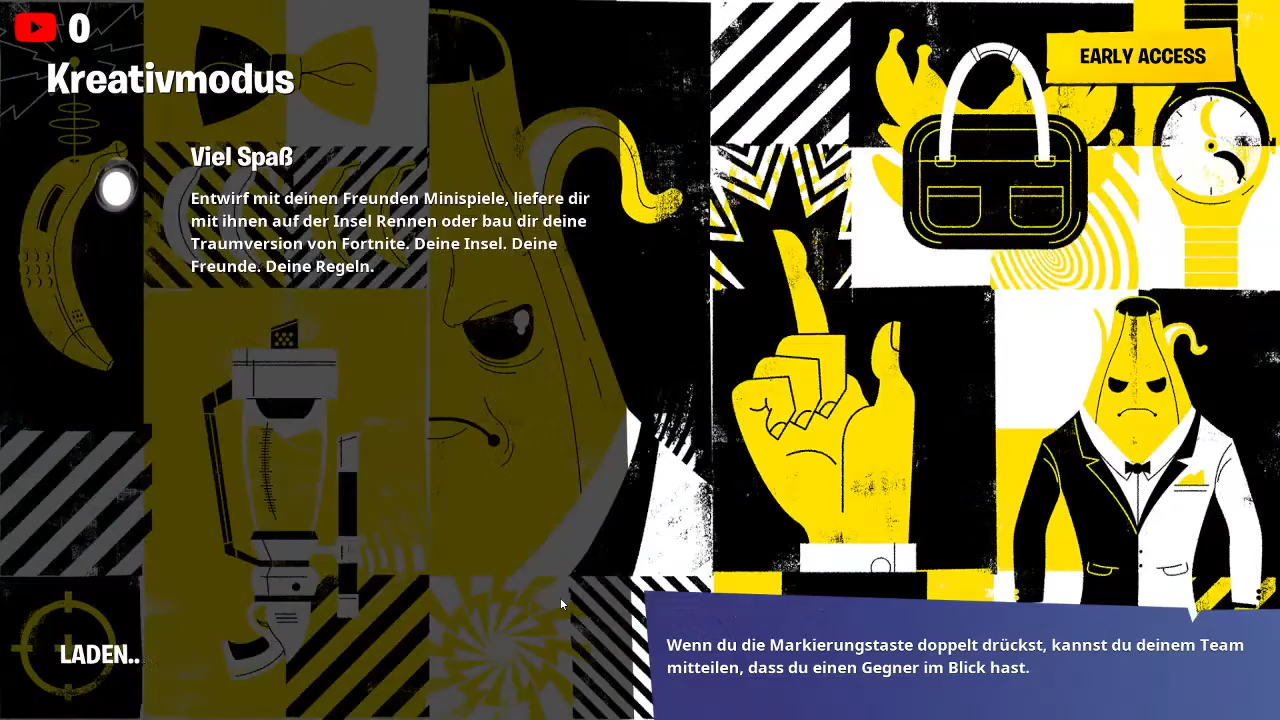 0
Kreativmodus
EARLY ACCESS
Viel Spaß
Entwirf mit deinen Freunden Minispiele, liefere dir
mit ihnen auf der Insel Rennen oder bau dir deine
Traumversion von Fortnite. Deine Insel. Deine
Freunde. Deine Regeln.
LADEN..
Wenn du die Markierungstaste doppelt drückst, kannst du deinem Team
mitteilen, dass du einen Gegner im Blick hast.